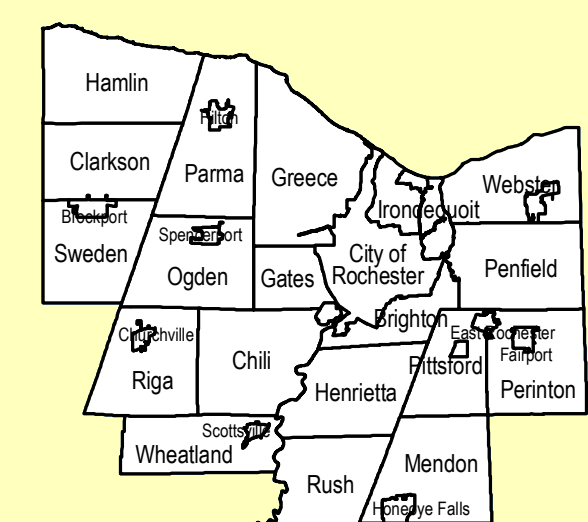 Hamlin
Hilton
Clarkson
Parma
Greece
Webster
Irondequoit
Brockport
Spencerport
Sweden
City of
Rochester
Ogden
Gates
Penfield
Brighton
Churchville
East Rochester
Fairport
Chili
Pittsford
Riga
Henrietta
Perinton
Scottsville
Wheatland
Mendon
Rush
Honeoye Falls